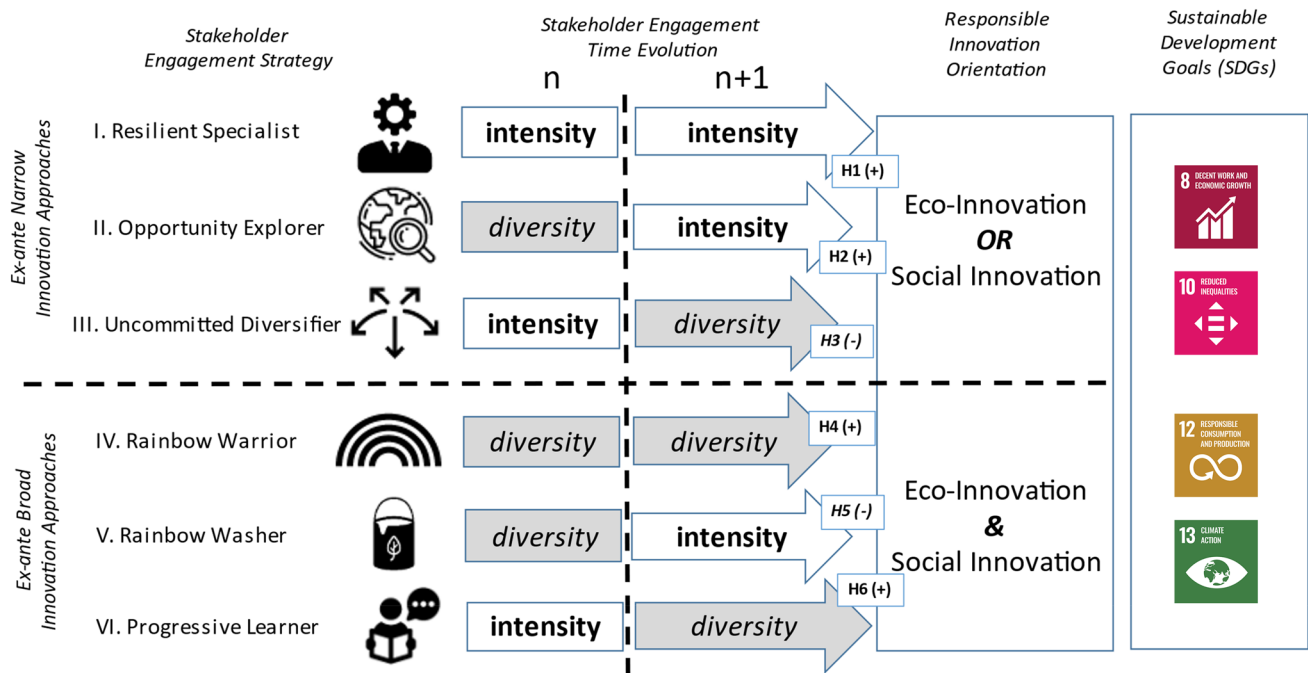 Stakeholder
Engagement Strategy
Stakeholder Engagement
Time Evolution
Responsible
Innovation
Orientation
Sustainable
Development
Goals (SDGs)
n
n+1
Ex-ante Narrow
Innovation Approaches
I. Resilient Specialist
intensity
intensity
H1 (+)
II. Opportunity Explorer
diversity
intensity
H2 (+)
III. Uncommitted Diversifier
intensity
diversity
H3 (-)
Eco-Innovation
OR
Social Innovation
8 DECENT WORK AND
ECONOMIC GROWTH
10 REDUCED
INEQUALITIES
Ex-ante Broad
Innovation Approaches
IV. Rainbow Warrior
diversity
diversity
H4 (+)
V. Rainbow Washer
diversity
intensity
H5 (-)
VI. Progressive Learner
intensity
diversity
H6 (+)
Eco-Innovation
&
Social Innovation
12 RESPONSIBLE
CONSUMPTION
AND PRODUCTION
13 CLIMATE
ACTION